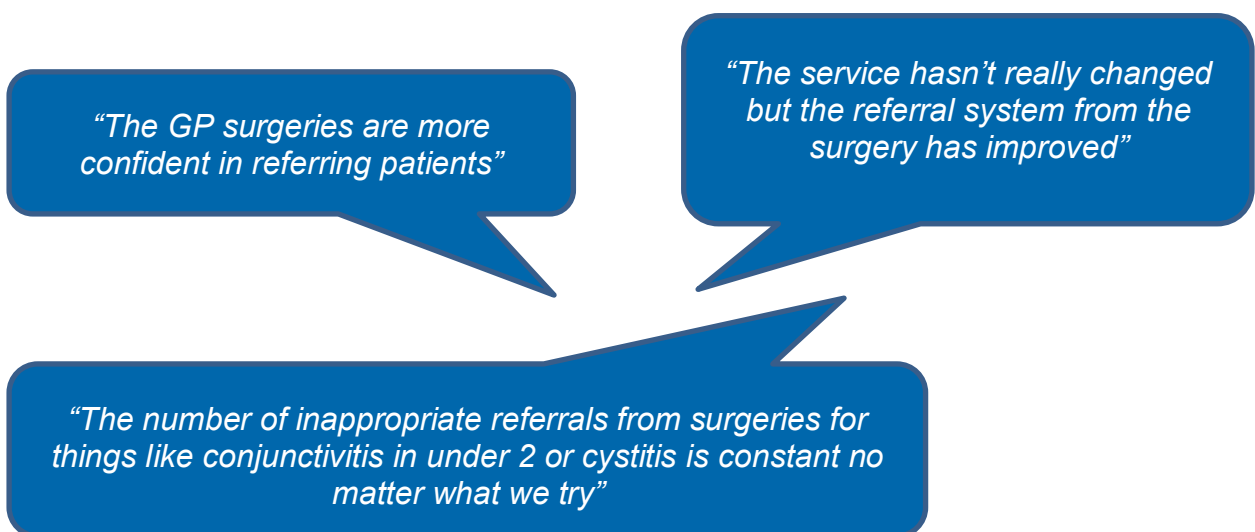 “The GP surgeries are more
confident in referring patients”
“The service hasn’t really changed
but the referral system from the
surgery has improved”
“The number of inappropriate referrals from surgeries for
things like conjunctivitis in under 2 or cystitis is constant no
matter what we try”